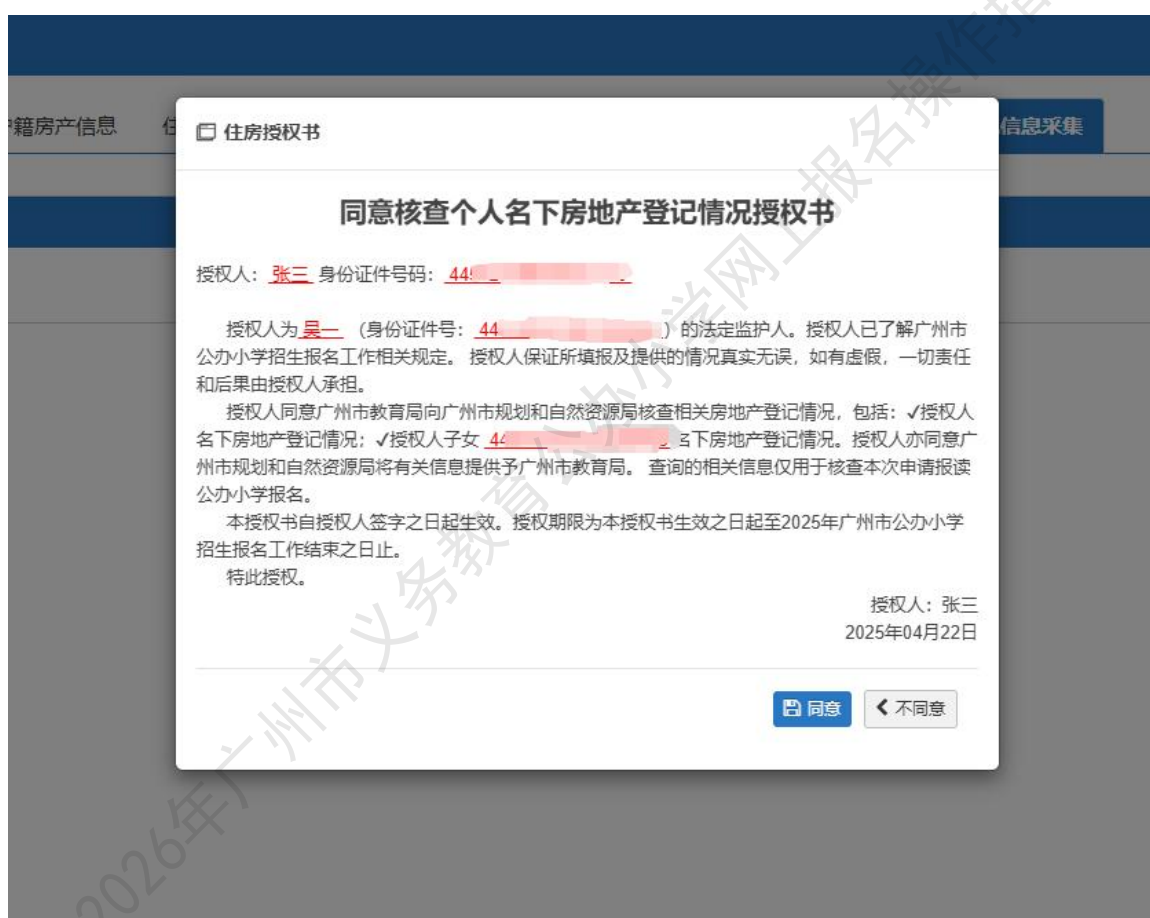 户籍房产信息
信息采集
住房授权书
同意核查个人名下房地产登记情况授权书
授权人：张三 身份证件号码：44
授权人为 吴一 （身份证件号：44 ）的法定监护人。授权人已了解广州市
公办小学招生报名工作相关规定。 授权人保证所填报及提供的情况真实无误，如有虚假，一切责任
和后果由授权人承担。
授权人同意广州市教育局向广州市规划和自然资源局核查相关房地产登记情况，包括：✓授权人
名下房地产登记情况；✓授权人子女 44 名下房地产登记情况。授权人亦同意广
州市规划和自然资源局将有关信息提供予广州市教育局。 查询的相关信息仅用于核查本次申请报读
公办小学报名。
本授权书自授权人签字之日起生效。授权期限为本授权书生效之日起至2025年广州市公办小学
招生报名工作结束之日止。
特此授权。
授权人：张三
2025年04月22日
同意
不同意
2026年广州市义务教育公办小学网上报名操作指